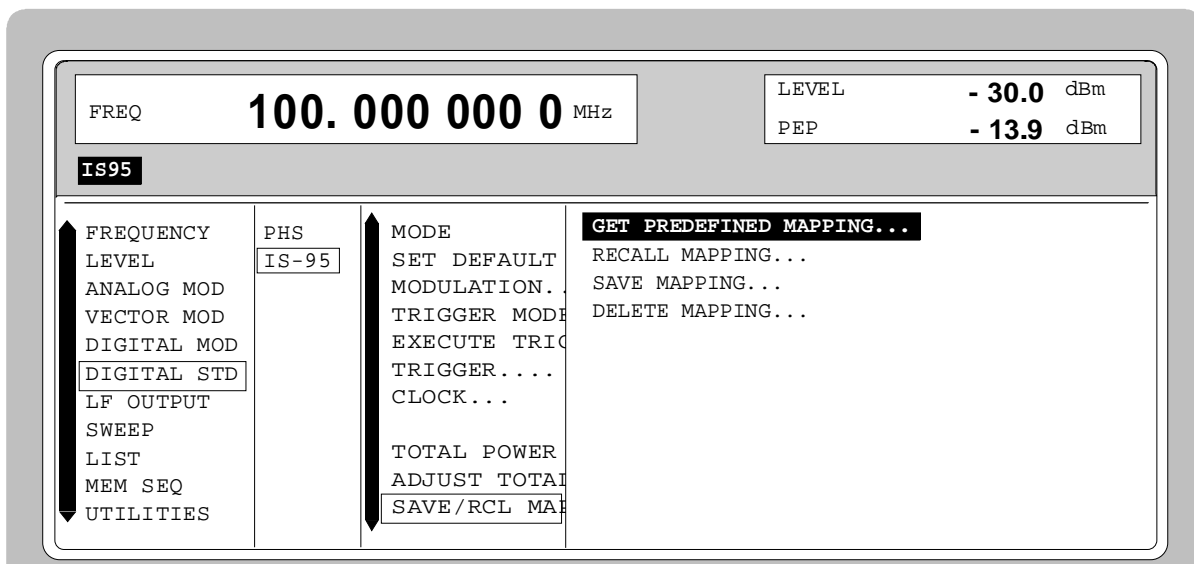 FREQ 100. 000 000 0 MHz
LEVEL - 30.0 dBm
PEP - 13.9 dBm
IS95
FREQUENCY
LEVEL
ANALOG MOD
VECTOR MOD
DIGITAL MOD
DIGITAL STD
LF OUTPUT
SWEEP
LIST
MEM SEQ
UTILITIES
PHS
IS-95
MODE
SET DEFAULT
MODULATION..
TRIGGER MODE
EXECUTE TRIG
TRIGGER....
CLOCK...
TOTAL POWER
ADJUST TOTAL
SAVE/RCL MAP
GET PREDEFINED MAPPING...
RECALL MAPPING...
SAVE MAPPING...
DELETE MAPPING...